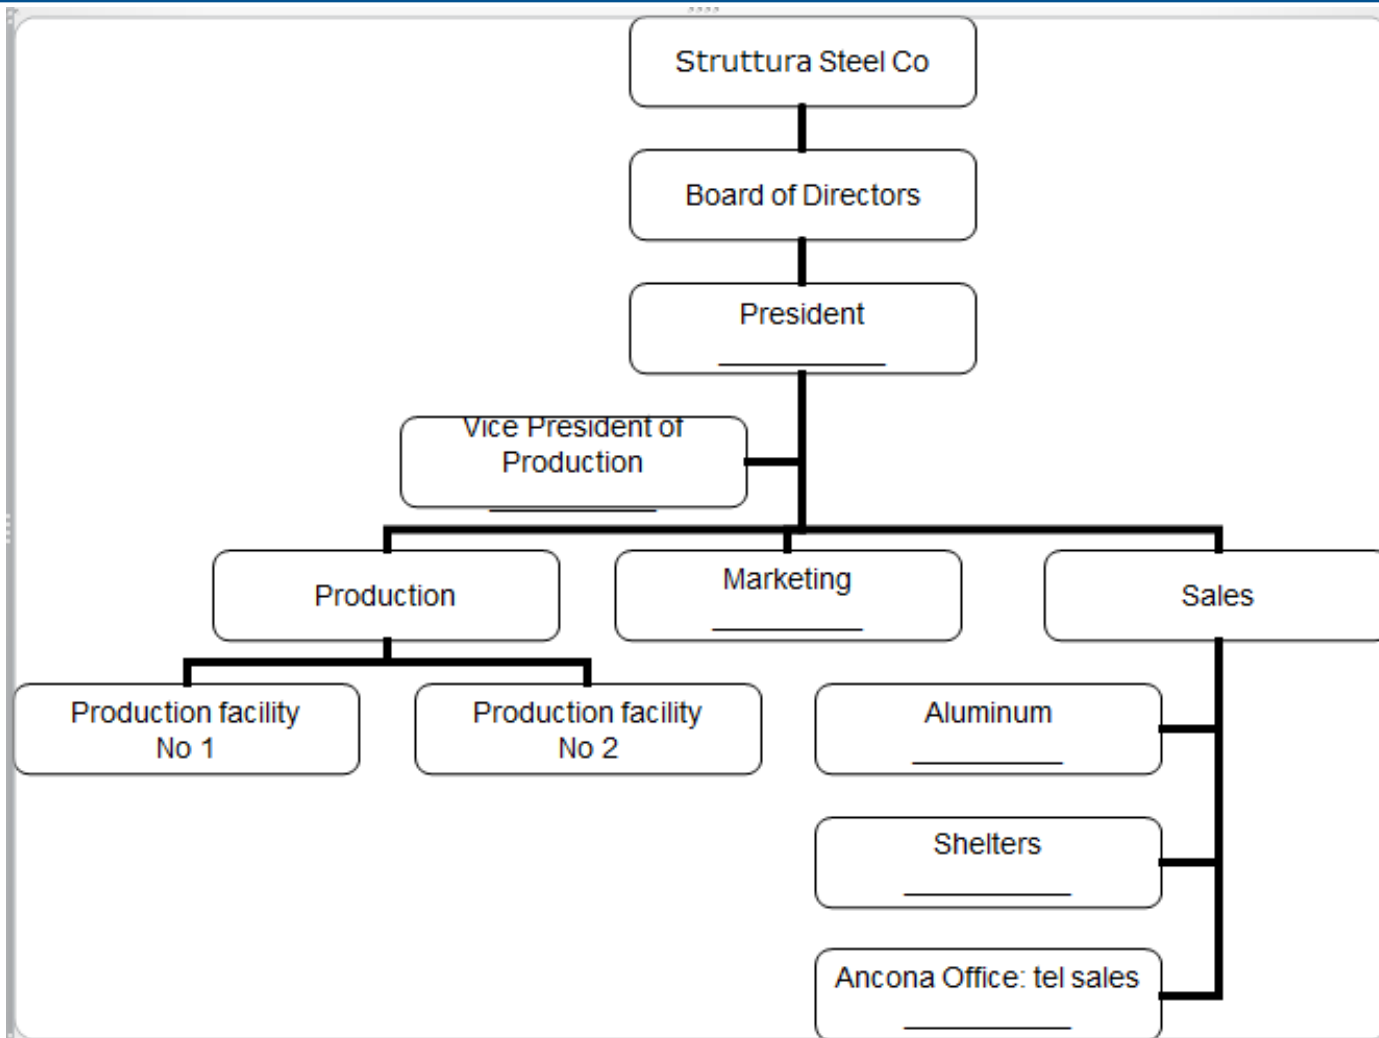 Struttura Steel Co
Board of Directors
President
Vice President of
Production
Production
Marketing
Sales
Production facility
No 1
Production facility
No 2
Aluminum
Shelters
Ancona Office: tel sales